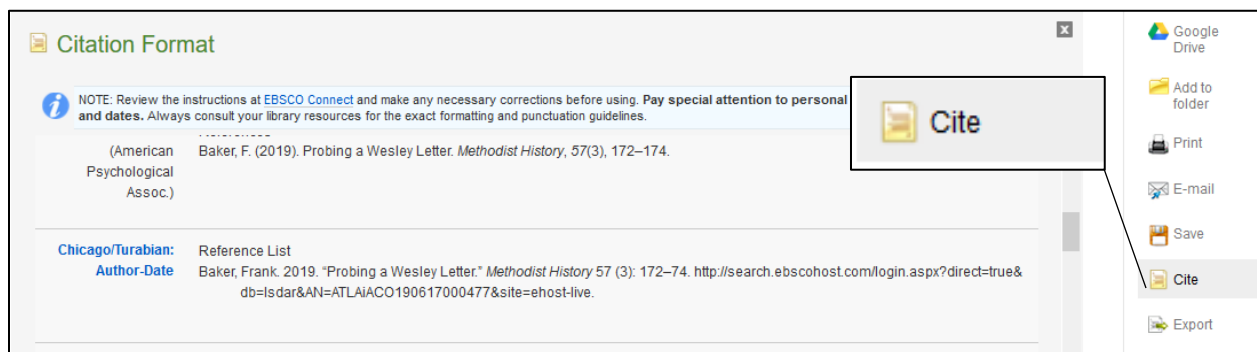 Citation Format
NOTE: Review the instructions at EBSCO Connect and make any necessary corrections before using. Pay special attention to personal
and dates. Always consult your library resources for the exact formatting and punctuation guidelines.
(American
Psychological
Assoc.)
Baker, F. (2019). Probing a Wesley Letter. Methodist History, 57(3), 172–174.
Chicago/Turabian:
Author-Date
Reference List
Baker, Frank. 2019. “Probing a Wesley Letter.” Methodist History 57 (3): 172–74. http://search.ebscohost.com/login.aspx?direct=true&
db=lsdar&AN=ATLAiACO190617000477&site=ehost-live.
Cite
Google
Drive
Add to
folder
Print
E-mail
Save
Cite
Export